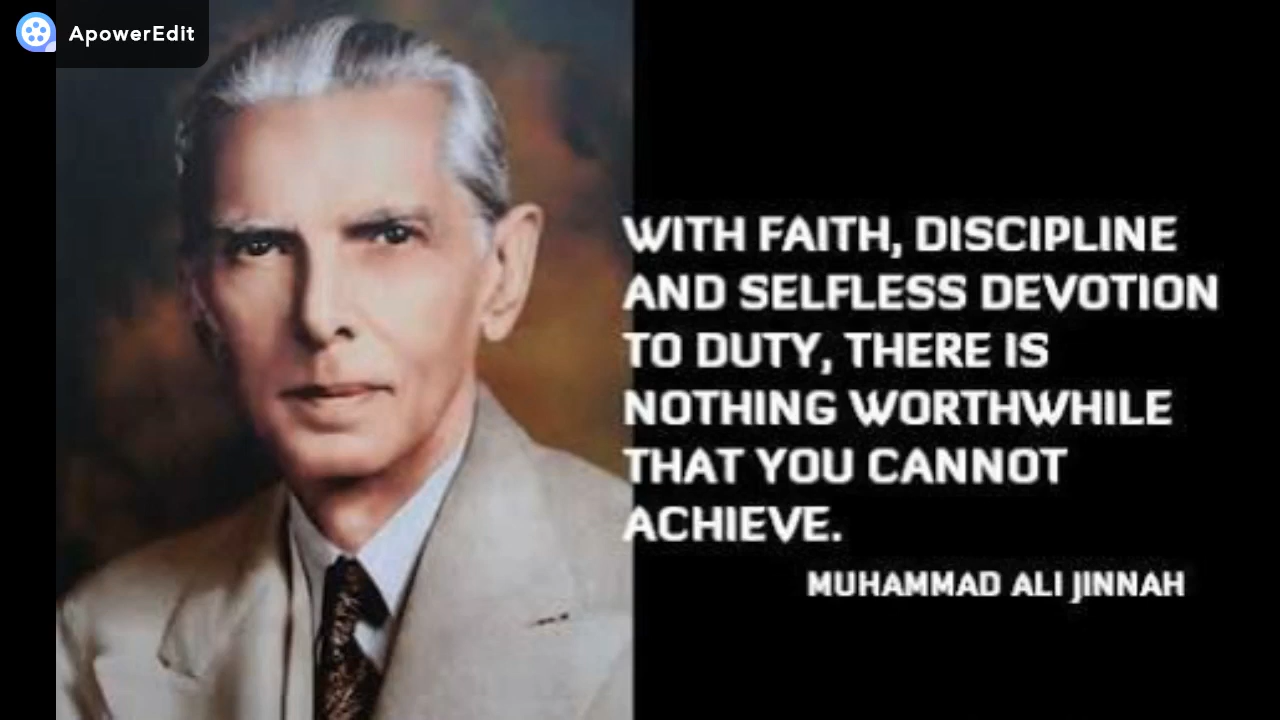 ApowerEdit
WITH FAITH, DISCIPLINE
AND SELFLESS DEVOTION
TO DUTY, THERE IS
NOTHING WORTHWHILE
THAT YOU CANNOT
ACHIEVE.
MUHAMMAD ALI JINNAH